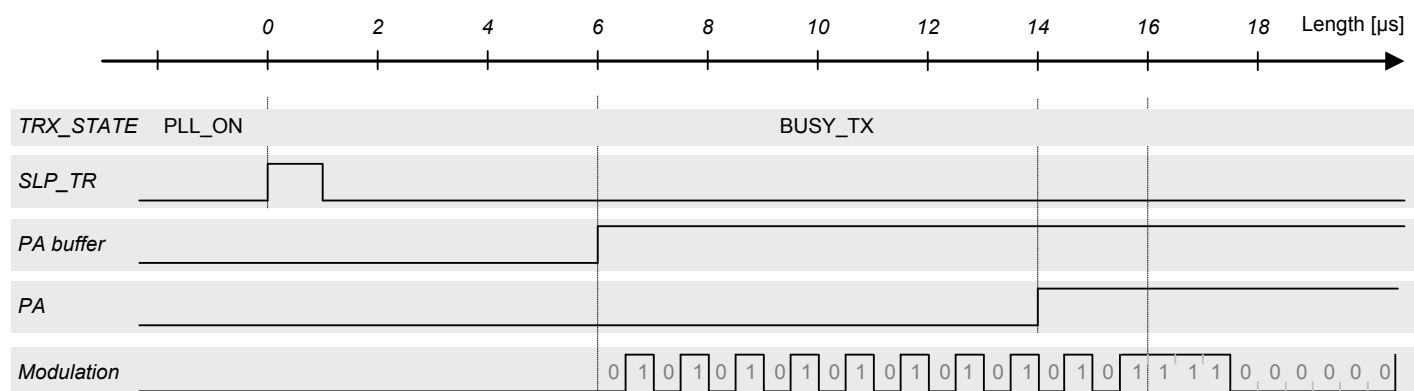 0 2 4 6 8 10 12 14 16 18 Length [µs]
TRX_STATE PLL_ON BUSY_TX
SLP_TR
PA buffer
PA
Modulation 0 1 0 1 0 1 0 1 0 1 0 1 0 1 0 1 0 1 0 1 1 1 1 0 0 0 0 0 0